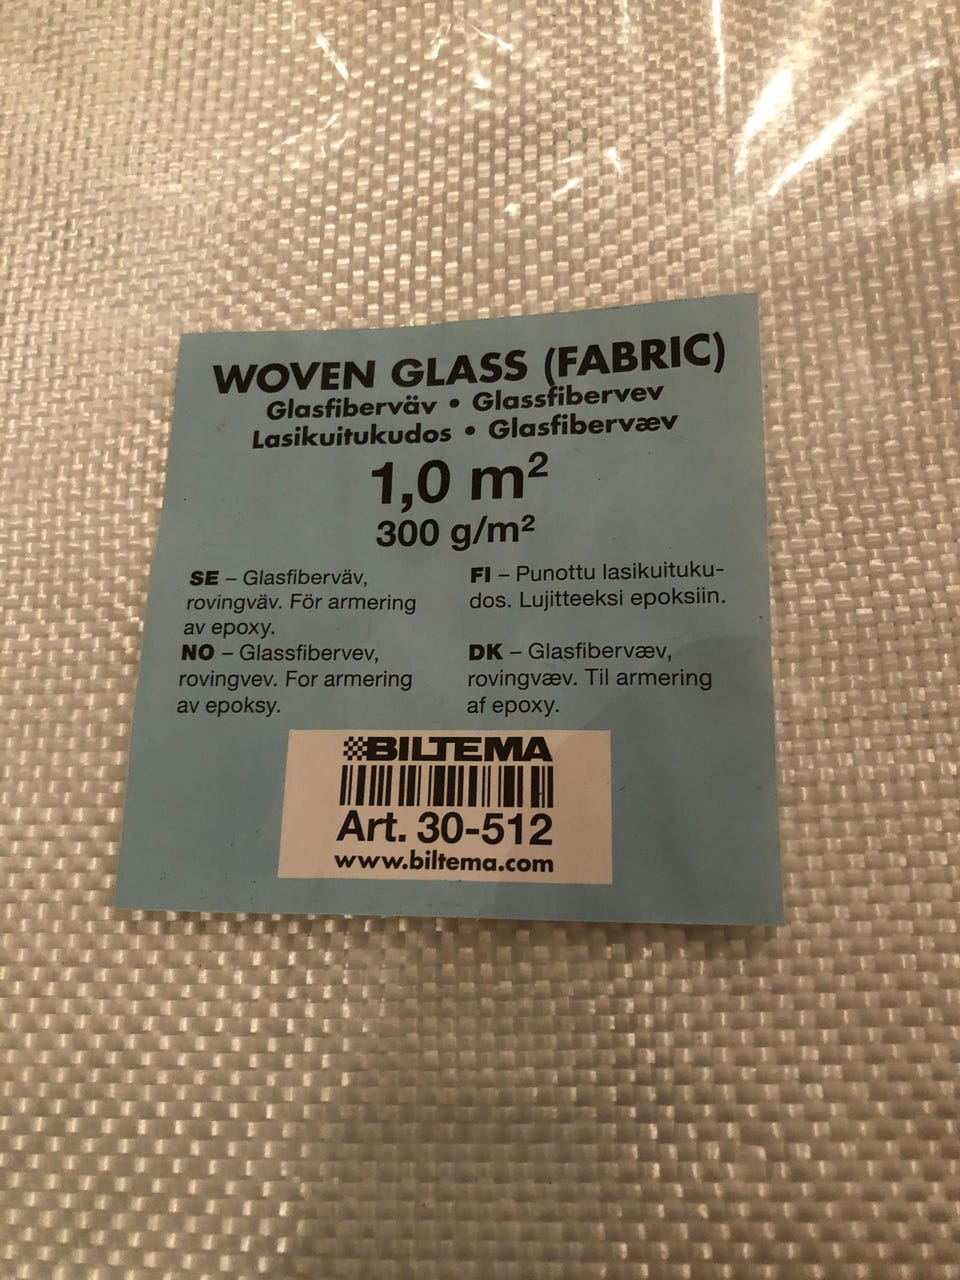 WOVEN GLASS (FABRIC)
Glasfiberväv • Glassfibervev
Lasikuitukudos • Glasfibervæv
1,0 m²
300 g/m²
SE – Glasfiberväv,
rovingväv. För armering
av epoxy.
NO – Glassfibervev,
rovingvev. For armering
av epoksy.
FI – Punottu lasikuituku-
dos. Lujitteeksi epoksiin.
DK – Glasfibervæv,
rovingvæv. Til armering
af epoxy.
BILTEMA
Art. 30-512
www.biltema.com